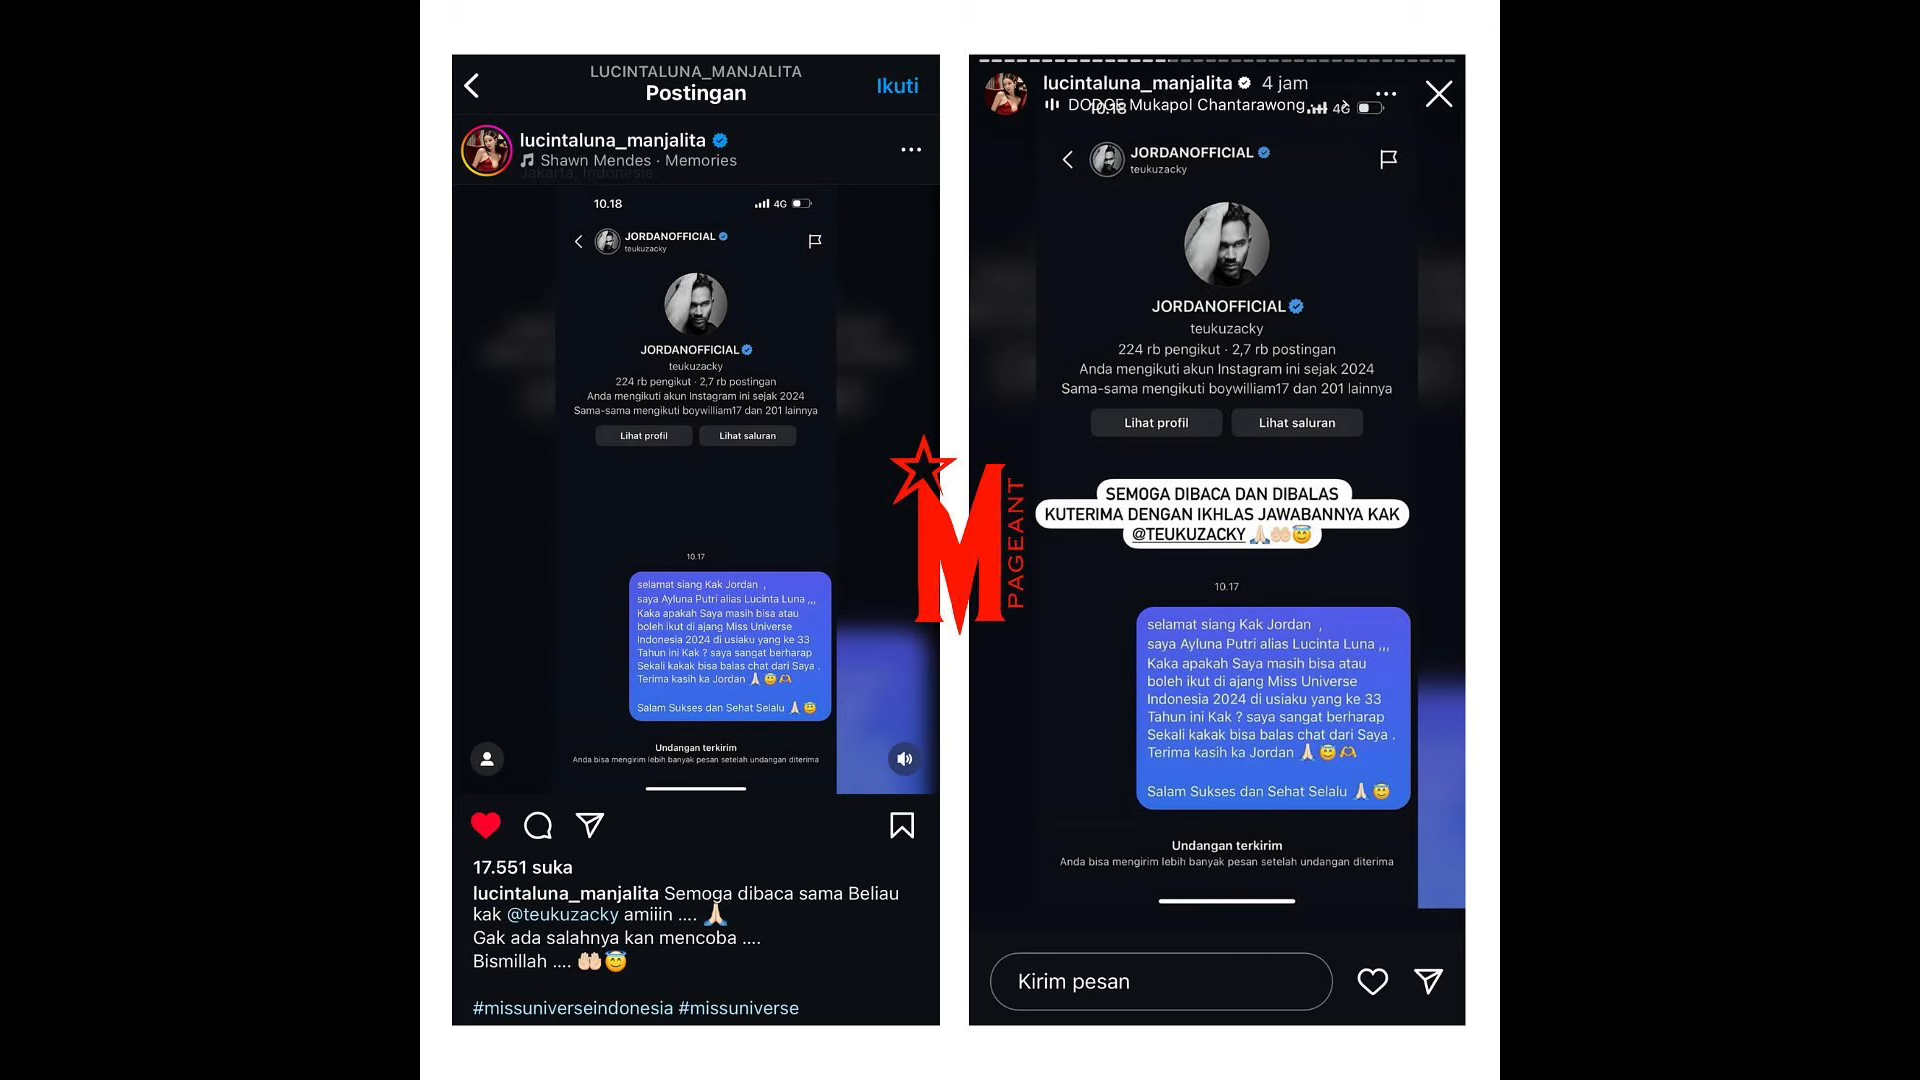 LUCINTALUNA_MANJALITA
Postingan
Ikuti
lucintaluna_manjalita
Shawn Mendes · Memories
Jakarta, Indonesia
10.18
4G
JORDANOFFICIAL
teukuzacky
JORDANOFFICIAL
teukuzacky
224 rb pengikut · 2,7 rb postingan
Anda mengikuti akun Instagram ini sejak 2024
Sama-sama mengikuti boywilliam17 dan 201 lainnya
Lihat profil
Lihat saluran
10.17
selamat siang Kak Jordan ,
saya Ayluna Putri alias Lucinta Luna ,,,
Kaka apakah Saya masih bisa atau
boleh ikut di ajang Miss Universe
Indonesia 2024 di usiaku yang ke 33
Tahun ini Kak ? saya sangat berharap
Sekali kakak bisa balas chat dari Saya .
Terima kasih ka Jordan 🙏🏻😇🫶
Salam Sukses dan Sehat Selalu 🙏🏻😇
Undangan terkirim
Anda bisa mengirim lebih banyak pesan setelah undangan diterima
17.551 suka
lucintaluna_manjalita Semoga dibaca sama Beliau
kak @teukuzacky amiiin .... 🙏🏻
Gak ada salahnya kan mencoba ....
Bismillah .... 🤲🏻😇
#missuniverseindonesia #missuniverse
M
PAGEANT
lucintaluna_manjalita 4 jam
DODGE Mukapol Chantarawong
10.18
4G
JORDANOFFICIAL
teukuzacky
JORDANOFFICIAL
teukuzacky
224 rb pengikut · 2,7 rb postingan
Anda mengikuti akun Instagram ini sejak 2024
Sama-sama mengikuti boywilliam17 dan 201 lainnya
Lihat profil
Lihat saluran
SEMOGA DIBACA DAN DIBALAS
KUTERIMA DENGAN IKHLAS JAWABANNYA KAK
@TEUKUZACKY 🙏🏻🤲🏻😇
10.17
selamat siang Kak Jordan ,
saya Ayluna Putri alias Lucinta Luna ,,,
Kaka apakah Saya masih bisa atau
boleh ikut di ajang Miss Universe
Indonesia 2024 di usiaku yang ke 33
Tahun ini Kak ? saya sangat berharap
Sekali kakak bisa balas chat dari Saya .
Terima kasih ka Jordan 🙏🏻😇🫶
Salam Sukses dan Sehat Selalu 🙏🏻😇
Undangan terkirim
Anda bisa mengirim lebih banyak pesan setelah undangan diterima
Kirim pesan